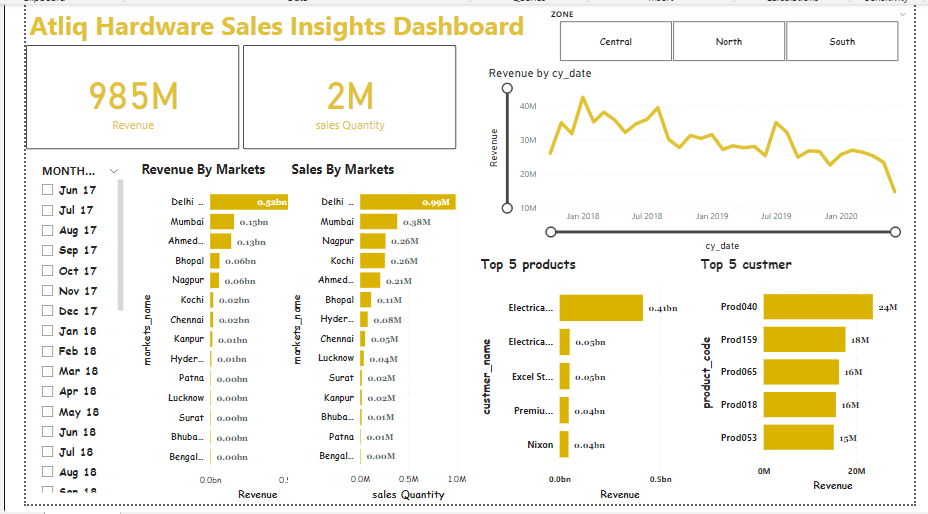 Atliq Hardware Sales Insights Dashboard
985M
Revenue
2M
sales Quantity
ZONE
Central
North
South
Revenue by cy_date
Revenue
40M
30M
20M
10M
Jan 2018
Jul 2018
Jan 2019
Jul 2019
Jan 2020
cy_date
MONTH...
Jun 17
Jul 17
Aug 17
Sep 17
Oct 17
Nov 17
Dec 17
Jan 18
Feb 18
Mar 18
Apr 18
May 18
Jun 18
Jul 18
Aug 18
Sep 18
Revenue By Markets
markets_name
Delhi ... 0.52bn
Mumbai 0.15bn
Ahmed... 0.13bn
Bhopal 0.06bn
Nagpur 0.06bn
Kochi 0.02bn
Chennai 0.02bn
Kanpur 0.01bn
Hyder... 0.01bn
Patna 0.00bn
Lucknow 0.00bn
Surat 0.00bn
Bhuba... 0.00bn
Bengal... 0.00bn
0.0bn
Revenue
Sales By Markets
markets_name
Delhi ... 0.99M
Mumbai 0.38M
Nagpur 0.26M
Kochi 0.26M
Ahmed... 0.21M
Bhopal 0.11M
Hyder... 0.08M
Chennai 0.05M
Lucknow 0.04M
Surat 0.02M
Kanpur 0.02M
Bhuba... 0.01M
Patna 0.01M
Bengal... 0.00M
0.0M 0.5M 1.0M
sales Quantity
Top 5 products
custmer_name
Electrica... 0.41bn
Electrica... 0.05bn
Excel St... 0.05bn
Premiu... 0.04bn
Nixon 0.04bn
0.0bn 0.5bn
Revenue
Top 5 custmer
product_code
Prod040 24M
Prod159 18M
Prod065 16M
Prod018 16M
Prod053 15M
0M 20M
Revenue